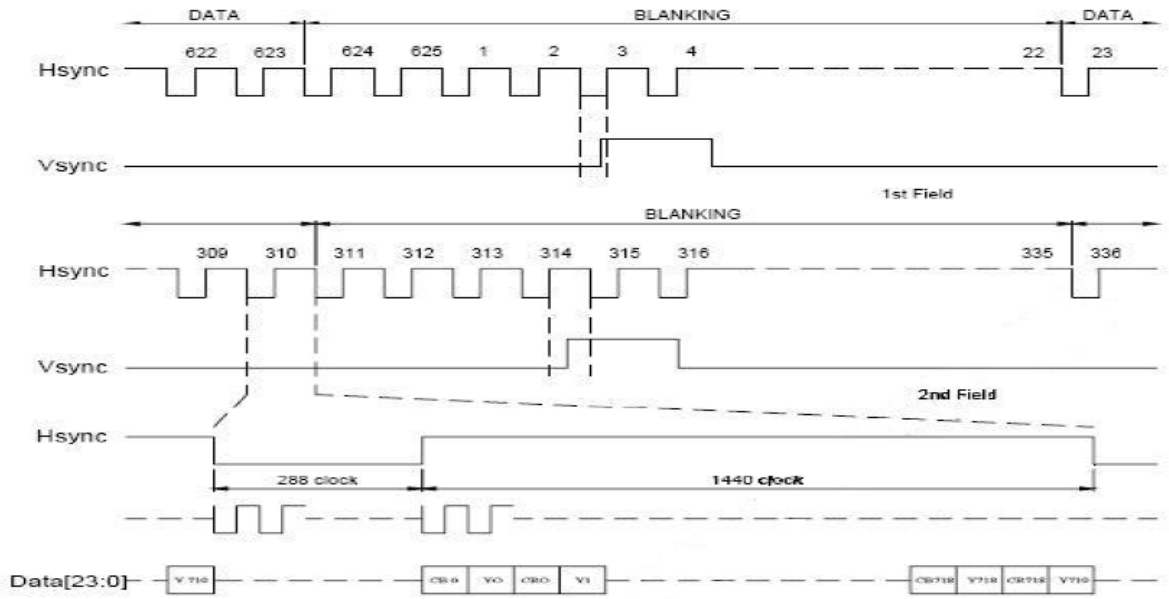 DATA BLANKING DATA
622 623 624 625 1 2 3 4 22 23
Hsync
Vsync
1st Field
BLANKING
309 310 311 312 313 314 315 316 335 336
Hsync
Vsync
2nd Field
Hsync
288 clock 1440 clock
Data[23:0] Y 719 CB 0 Y0 CR0 Y1 CB718 Y718 CR718 Y719